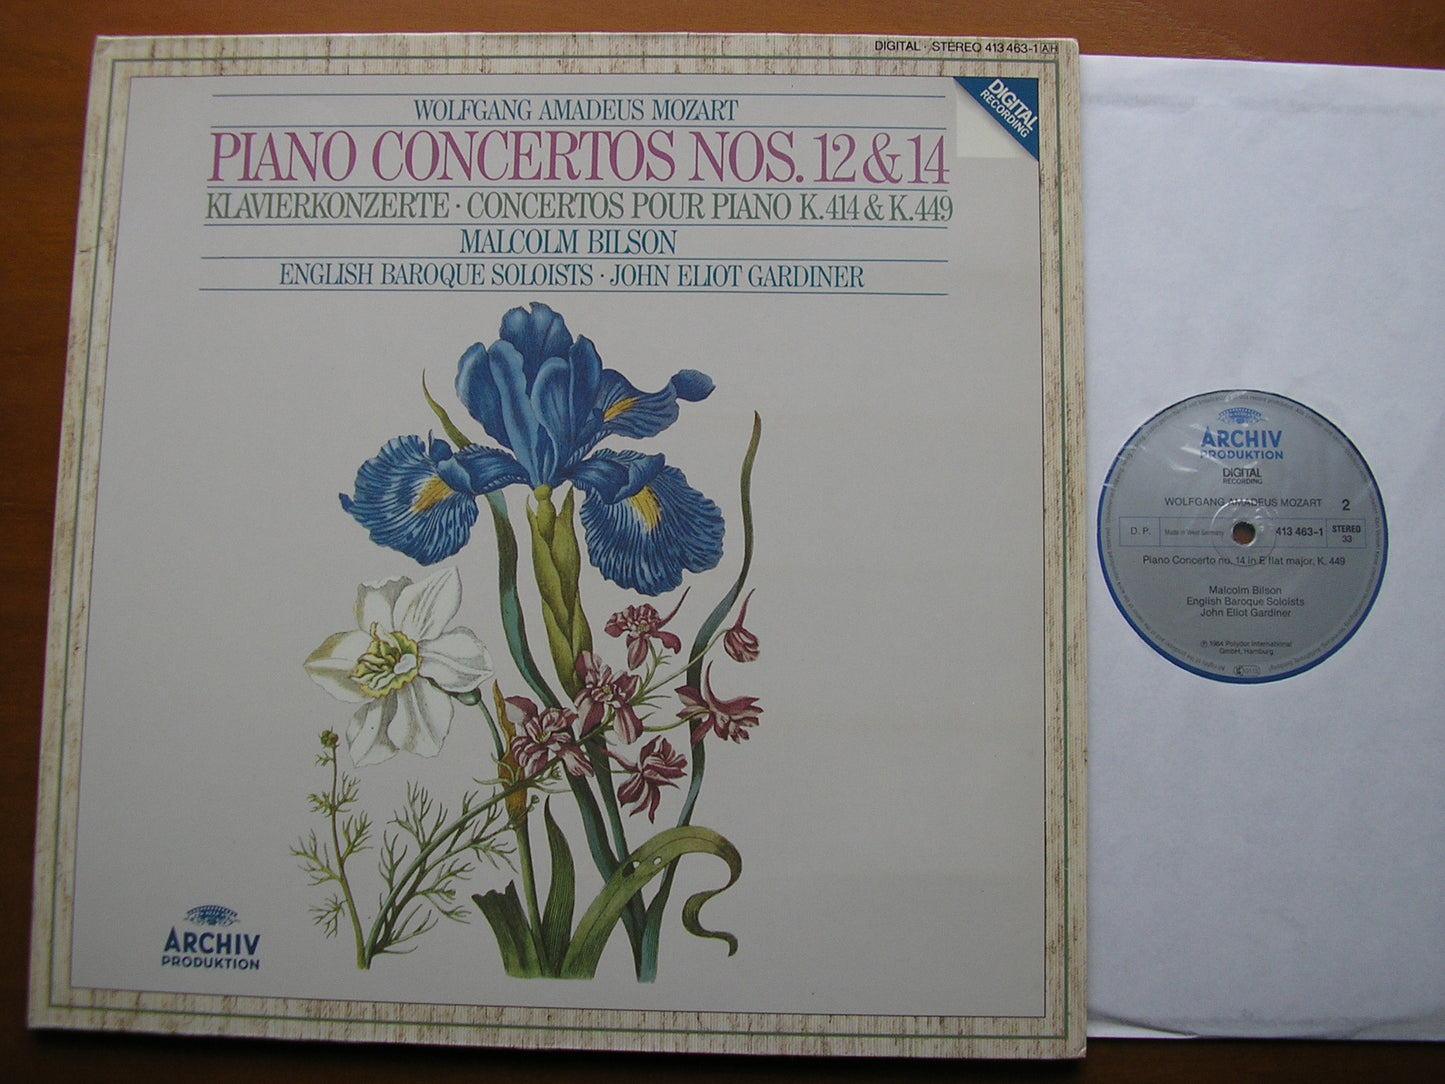 DIGITAL · STEREO 413 463-1 AH
DIGITAL
RECORDING
WOLFGANG AMADEUS MOZART
PIANO CONCERTOS NOS. 12 & 14
KLAVIERKONZERTE · CONCERTOS POUR PIANO K. 414 & K. 449
MALCOLM BILSON
ENGLISH BAROQUE SOLOISTS · JOHN ELIOT GARDINER
ARCHIV
PRODUKTION
ARCHIV
PRODUKTION
DIGITAL
RECORDING
WOLFGANG AMADEUS MOZART 2
D. P. Made in West Germany 413 463-1 STEREO
33
Piano Concerto no. 14 in E flat major, K. 449
Malcolm Bilson
English Baroque Soloists
John Eliot Gardiner
℗ 1984 Polydor International
GmbH, Hamburg